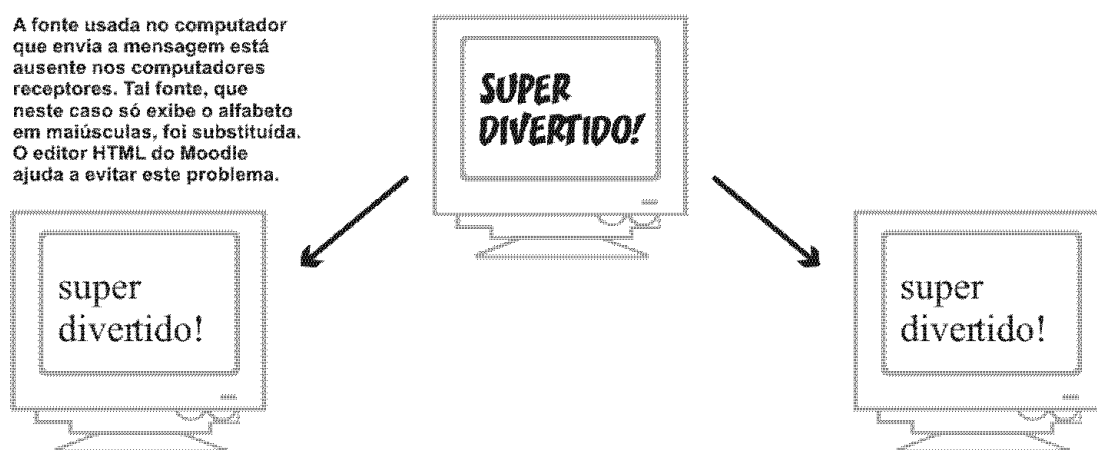 A fonte usada no computador
que envia a mensagem está
ausente nos computadores
receptores. Tal fonte, que
neste caso só exibe o alfabeto
em maiúsculas, foi substituída.
O editor HTML do Moodle
ajuda a evitar este problema.
SUPER
DIVERTIDO!
super
divertido!
super
divertido!